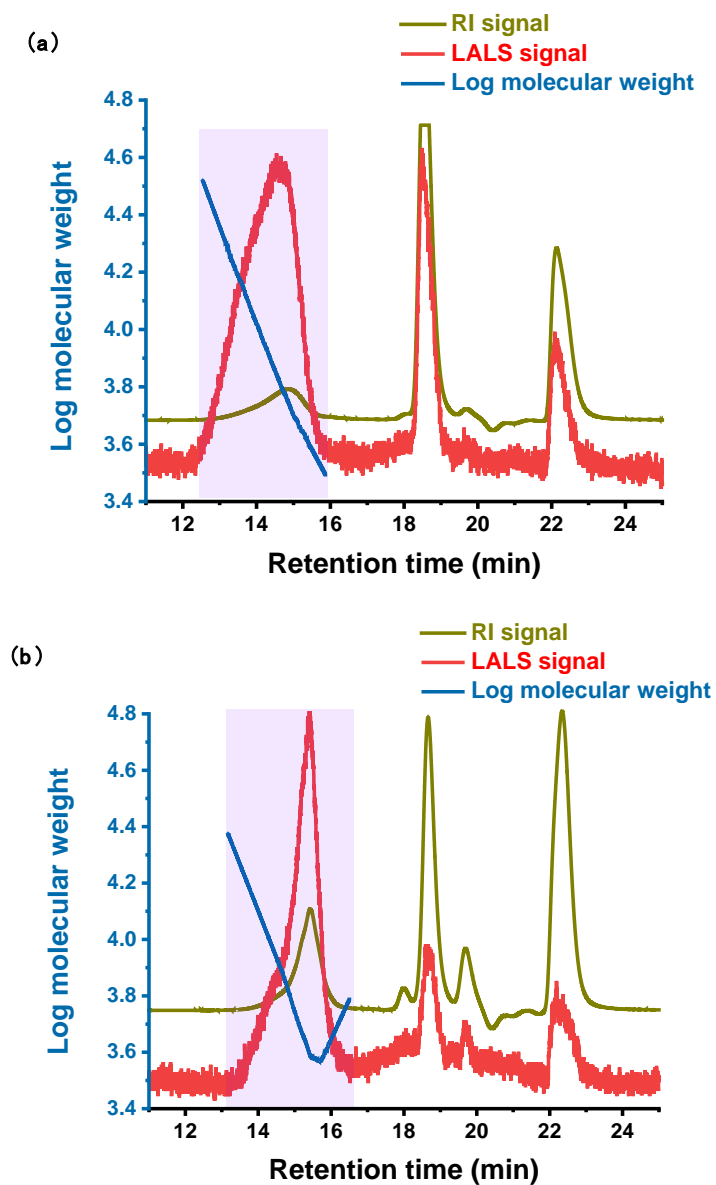 (a)
RI signal
LALS signal
Log molecular weight
4.8
4.6
4.4
4.2
4.0
3.8
3.6
3.4
Log molecular weight
12 14 16 18 20 22 24
Retention time (min)
(b)
RI signal
LALS signal
Log molecular weight
4.8
4.6
4.4
4.2
4.0
3.8
3.6
3.4
Log molecular weight
12 14 16 18 20 22 24
Retention time (min)